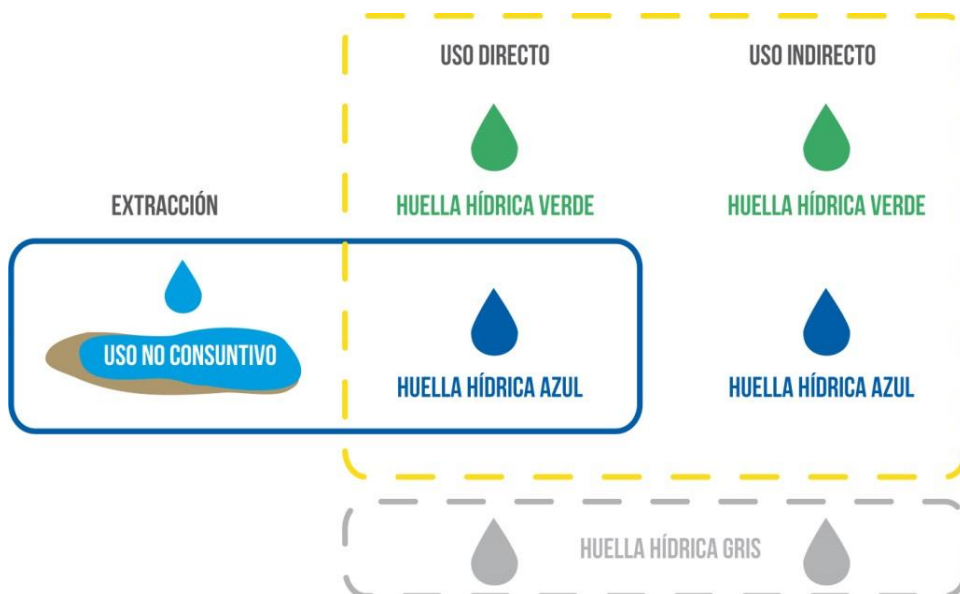 USO DIRECTO
USO INDIRECTO
HUELLA HÍDRICA VERDE
HUELLA HÍDRICA VERDE
EXTRACCIÓN
USO NO CONSUNTIVO
HUELLA HÍDRICA AZUL
HUELLA HÍDRICA AZUL
HUELLA HÍDRICA GRIS